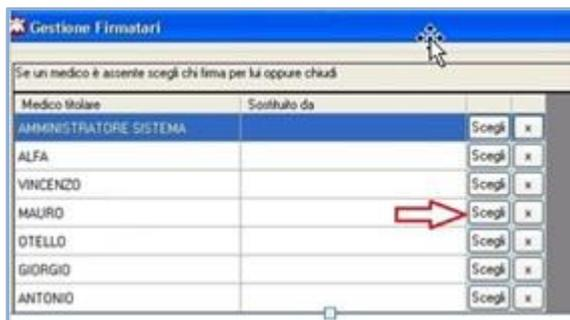 Gestione Firmatari
Se un medico è assente scegli chi firma per lui oppure chiudi
Medico titolare Sostituito da
AMMINISTRATORE SISTEMA Scegli x
ALFA Scegli x
VINCENZO Scegli x
MAURO Scegli x
OTELLO Scegli x
GIORGIO Scegli x
ANTONIO Scegli x